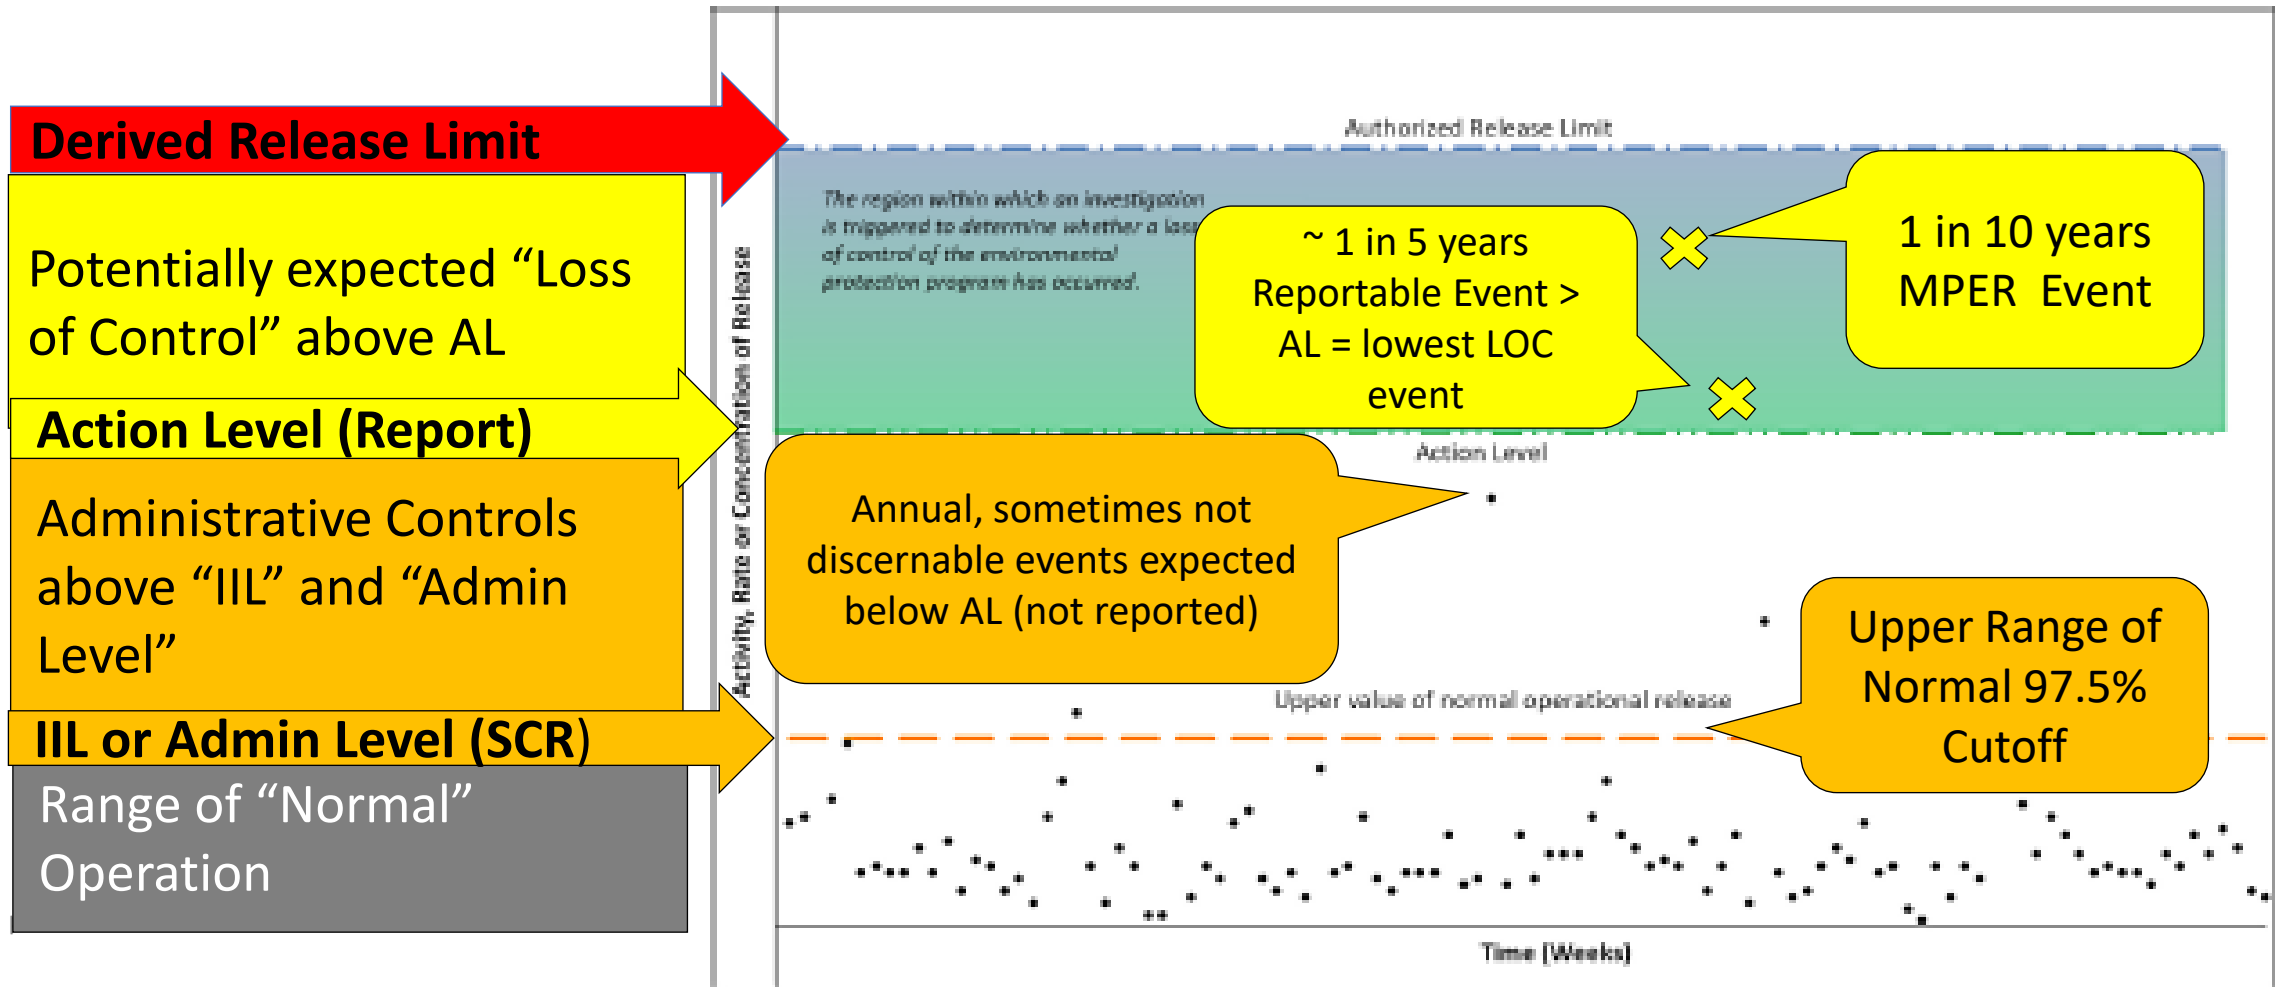 Derived Release Limit
Potentially expected “Loss
of Control” above AL
Action Level (Report)
Administrative Controls
above “IIL” and “Admin
Level”
IIL or Admin Level (SCR)
Range of “Normal”
Operation
Activity, Rate or Concentration of Release
Authorized Release Limit
The region within which an investigation
is triggered to determine whether a loss
of control of the environmental
protection program has occurred.
~ 1 in 5 years
Reportable Event >
AL = lowest LOC
event
1 in 10 years
MPER Event
Action Level
Annual, sometimes not
discernable events expected
below AL (not reported)
Upper value of normal operational release
Upper Range of
Normal 97.5%
Cutoff
Time (Weeks)